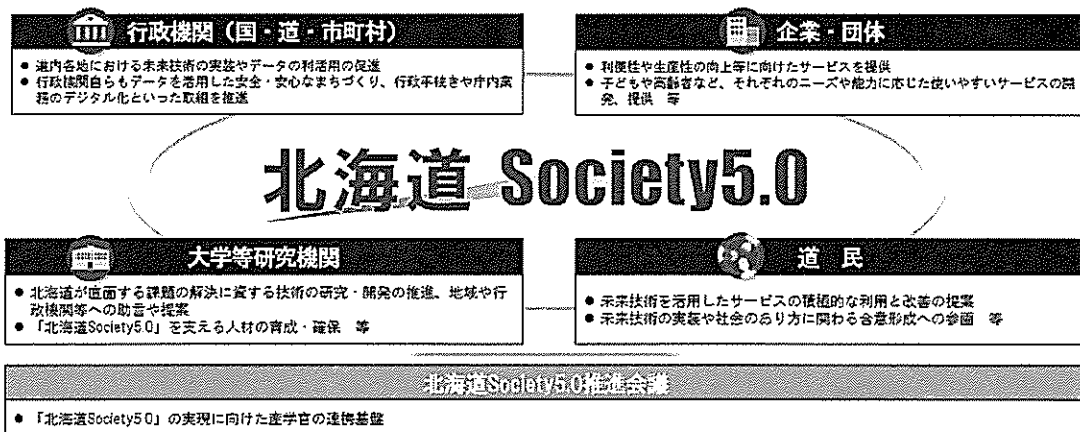 行政機関（国・道・市町村）
● 道内各地における未来技術の実装やデータの利活用の促進
● 行政機関自らもデータを活用した安全・安心なまちづくり、行政手続きや庁内業
務のデジタル化といった取組を推進
企業・団体
● 利便性や生産性の向上等に向けたサービスを提供
● 子どもや高齢者など、それぞれのニーズや能力に応じた使いやすいサービスの開
発、提供　等
北海道 Society5.0
大学等研究機関
● 北海道が直面する課題の解決に資する技術の研究・開発の推進、地域や行
政機関等への助言や提案
● 「北海道Society5.0」を支える人材の育成・確保　等
道　民
● 未来技術を活用したサービスの積極的な利用と改善の提案
● 未来技術の実装や社会のあり方に関わる合意形成への参画　等
北海道Society5.0推進会議
● 「北海道Society5.0」の実現に向けた産学官の連携基盤